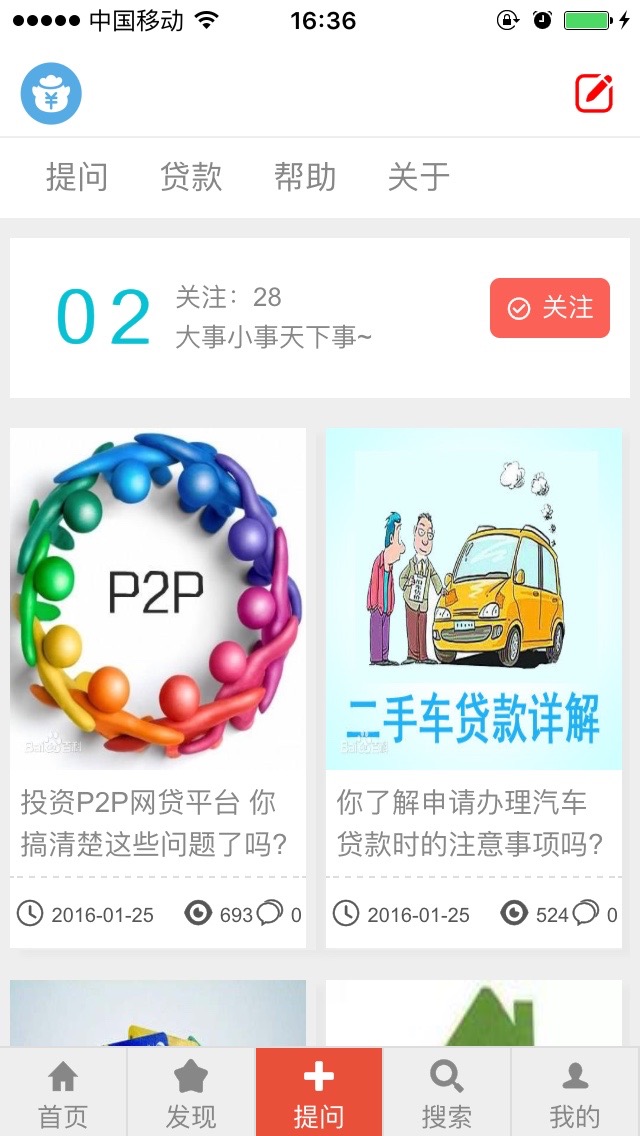 中国移动
16:36
¥
提问 贷款 帮助 关于
02
关注：28
大事小事天下事~
关注
P2P
Bai百科
二手车贷款详解
投资P2P网贷平台 你
搞清楚这些问题了吗?
2016-01-25 693 0
你了解申请办理汽车
贷款时的注意事项吗?
2016-01-25 524 0
首页 发现 提问 搜索 我的